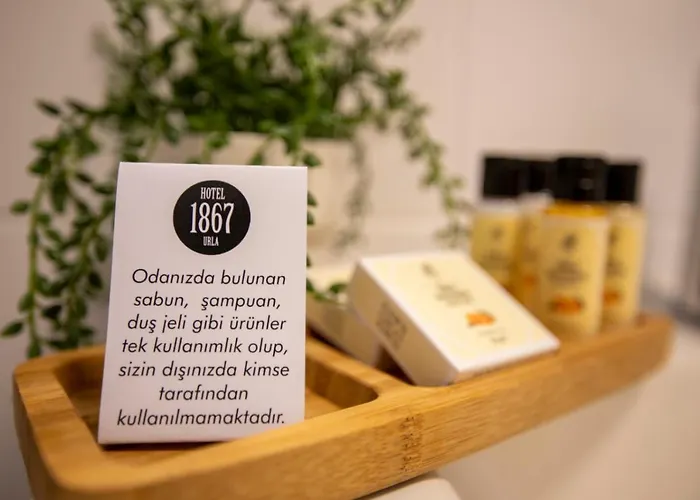 HOTEL
1867
URLA
Odanızda bulunan
sabun, şampuan,
duş jeli gibi ürünler
tek kullanımlık olup,
sizin dışınızda kimse
tarafından
kullanılmamaktadır.